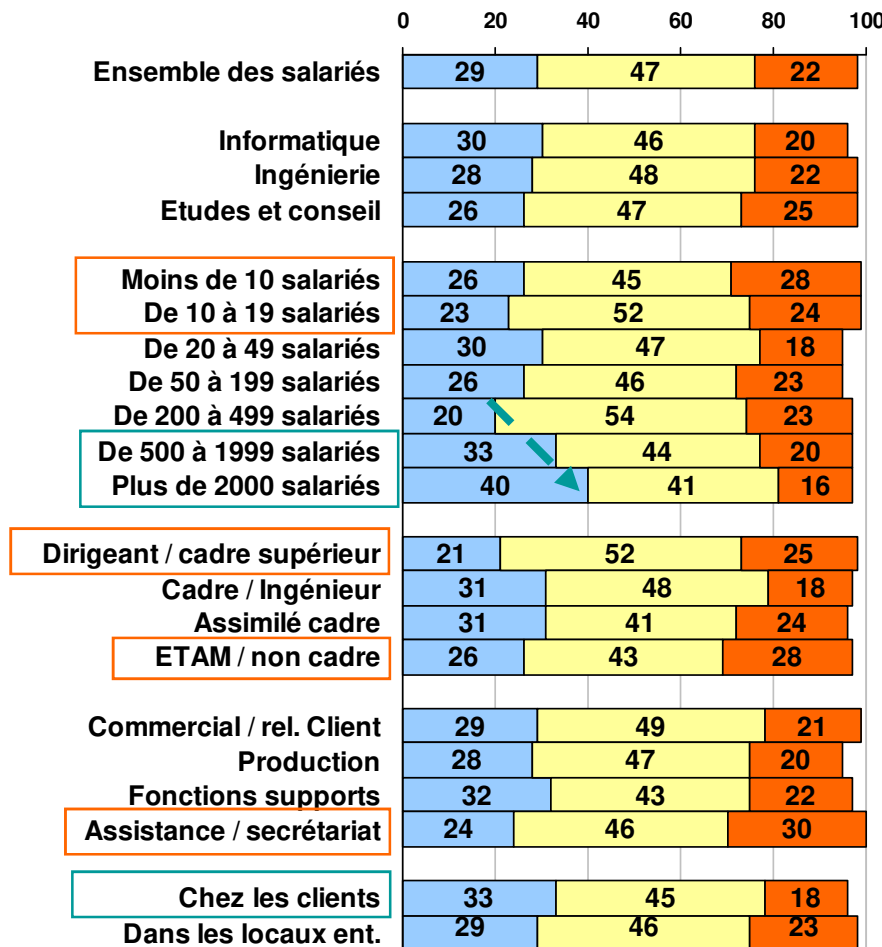 0 20 40 60 80 100
Ensemble des salariés 29 47 22
Informatique 30 46 20
Ingénierie 28 48 22
Etudes et conseil 26 47 25
Moins de 10 salariés 26 45 28
De 10 à 19 salariés 23 52 24
De 20 à 49 salariés 30 47 18
De 50 à 199 salariés 26 46 23
De 200 à 499 salariés 20 54 23
De 500 à 1999 salariés 33 44 20
Plus de 2000 salariés 40 41 16
Dirigeant / cadre supérieur 21 52 25
Cadre / Ingénieur 31 48 18
Assimilé cadre 31 41 24
ETAM / non cadre 26 43 28
Commercial / rel. Client 29 49 21
Production 28 47 20
Fonctions supports 32 43 22
Assistance / secrétariat 24 46 30
Chez les clients 33 45 18
Dans les locaux ent. 29 46 23